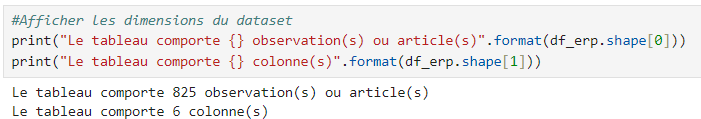 #Afficher les dimensions du dataset
print("Le tableau comporte {} observation(s) ou article(s)".format(df_erp.shape[0]))
print("Le tableau comporte {} colonne(s)".format(df_erp.shape[1]))
Le tableau comporte 825 observation(s) ou article(s)
Le tableau comporte 6 colonne(s)